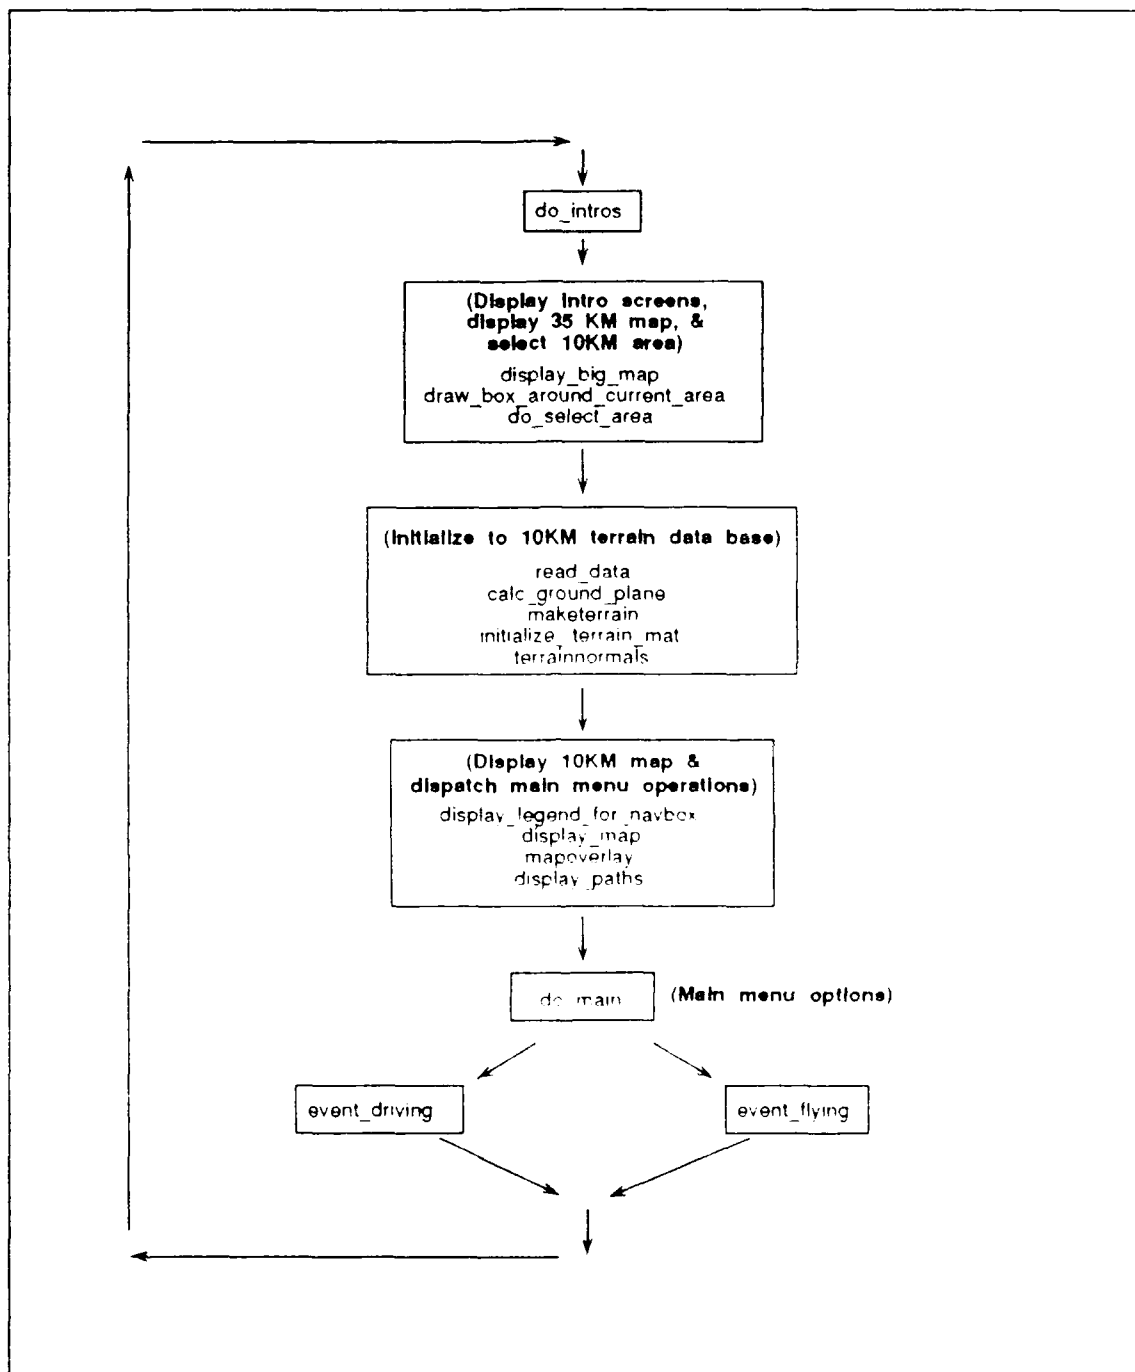 do_intros
(Display Intro screens,
display 35 KM map, &
select 10KM area)
display_big_map
draw_box_around_current_area
do_select_area
(Initialize to 10KM terrain data base)
read_data
calc_ground_plane
maketerrain
initialize_terrain_mat
terrainnormals
(Display 10KM map &
dispatch main menu operations)
display_legend_for_navbox
display_map
mapoverlay
display_paths
do_main
(Main menu options)
event_driving
event_flying